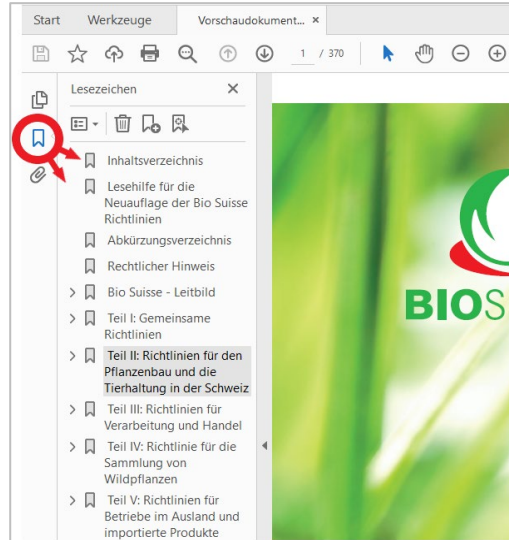 Start Werkzeuge Vorschaudokument... ×
1 / 370
Lesezeichen ×
Inhaltsverzeichnis
Lesehilfe für die
Neuauflage der Bio Suisse
Richtlinien
Abkürzungsverzeichnis
Rechtlicher Hinweis
Bio Suisse - Leitbild
Teil I: Gemeinsame
Richtlinien
Teil II: Richtlinien für den
Pflanzenbau und die
Tierhaltung in der Schweiz
Teil III: Richtlinien für
Verarbeitung und Handel
Teil IV: Richtlinie für die
Sammlung von
Wildpflanzen
Teil V: Richtlinien für
Betriebe im Ausland und
importierte Produkte
BIOS